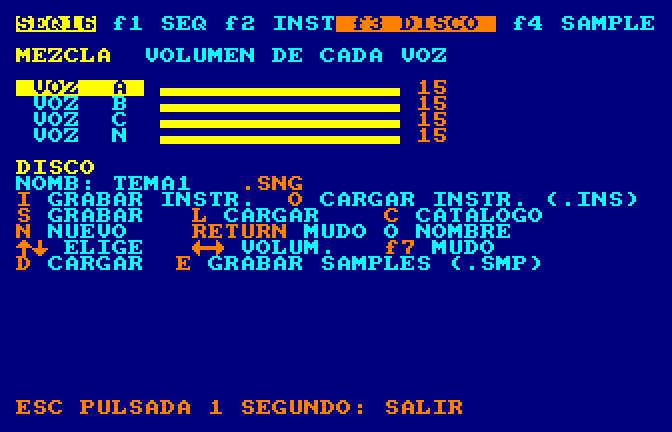 SEQ16 f1 SEQ f2 INST f3 DISCO f4 SAMPLE
MEZCLA VOLUMEN DE CADA VOZ
VOZ A 15
VOZ B 15
VOZ C 15
VOZ N 15
DISCO
NOMB: TEMA1 .SNG
I GRABAR INSTR. O CARGAR INSTR. (.INS)
S GRABAR L CARGAR C CATALOGO
N NUEVO RETURN MUDO O NOMBRE
↑↓ ELIGE ↔ VOLUM. f7 MUDO
D CARGAR E GRABAR SAMPLES (.SMP)
ESC PULSADA 1 SEGUNDO: SALIR